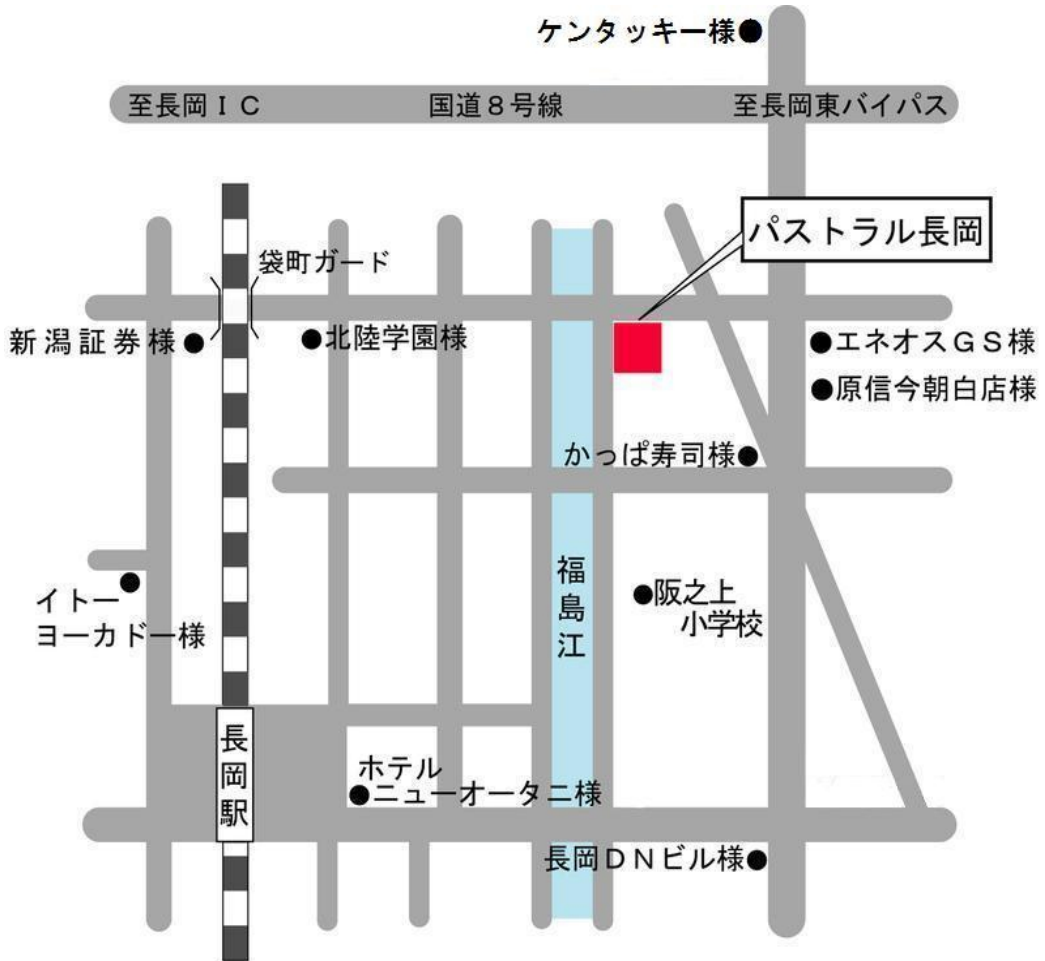 ケンタッキー様●
至長岡ＩＣ
国道８号線
至長岡東バイパス
パストラル長岡
袋町ガード
新潟証券様●
●北陸学園様
●エネオスＧＳ様
●原信今朝白店様
かっぱ寿司様●
福島江
イトー
ヨーカドー様
●阪之上
小学校
長岡駅
ホテル
●ニューオータニ様
長岡ＤＮビル様●